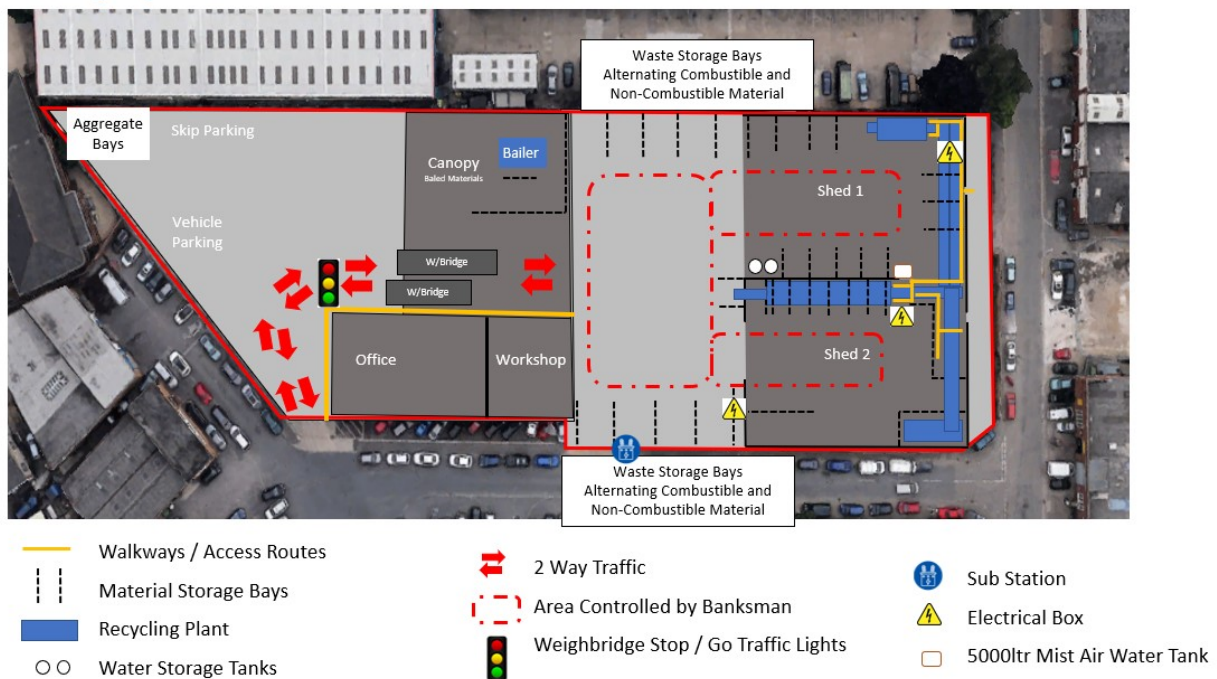 Waste Storage Bays
Alternating Combustible and
Non-Combustible Material
Aggregate
Bays
Skip Parking
Canopy
Baled Materials
Bailer
Shed 1
Vehicle
Parking
W/Bridge
W/Bridge
Office
Workshop
Shed 2
Waste Storage Bays
Alternating Combustible and
Non-Combustible Material
Walkways / Access Routes
Material Storage Bays
Recycling Plant
Water Storage Tanks
2 Way Traffic
Area Controlled by Banksman
Weighbridge Stop / Go Traffic Lights
Sub Station
Electrical Box
5000ltr Mist Air Water Tank